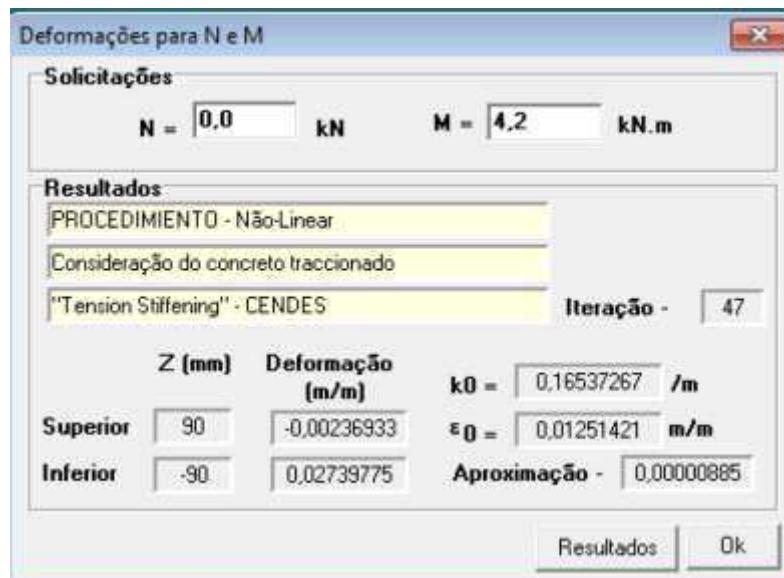 Deformações para N e M
Solicitações
N = 0,0 kN M = 4,2 kN.m
Resultados
PROCEDIMIENTO - Não-Linear
Consideração do concreto traccionado
"Tension Stiffening" - CENDES Iteração - 47
Z (mm) Deformação (m/m)
k0 = 0,16537267 /m
Superior 90 -0,00236933 ε0 = 0,01251421 m/m
Inferior -90 0,02739775 Aproximação - 0,00000885
Resultados Ok